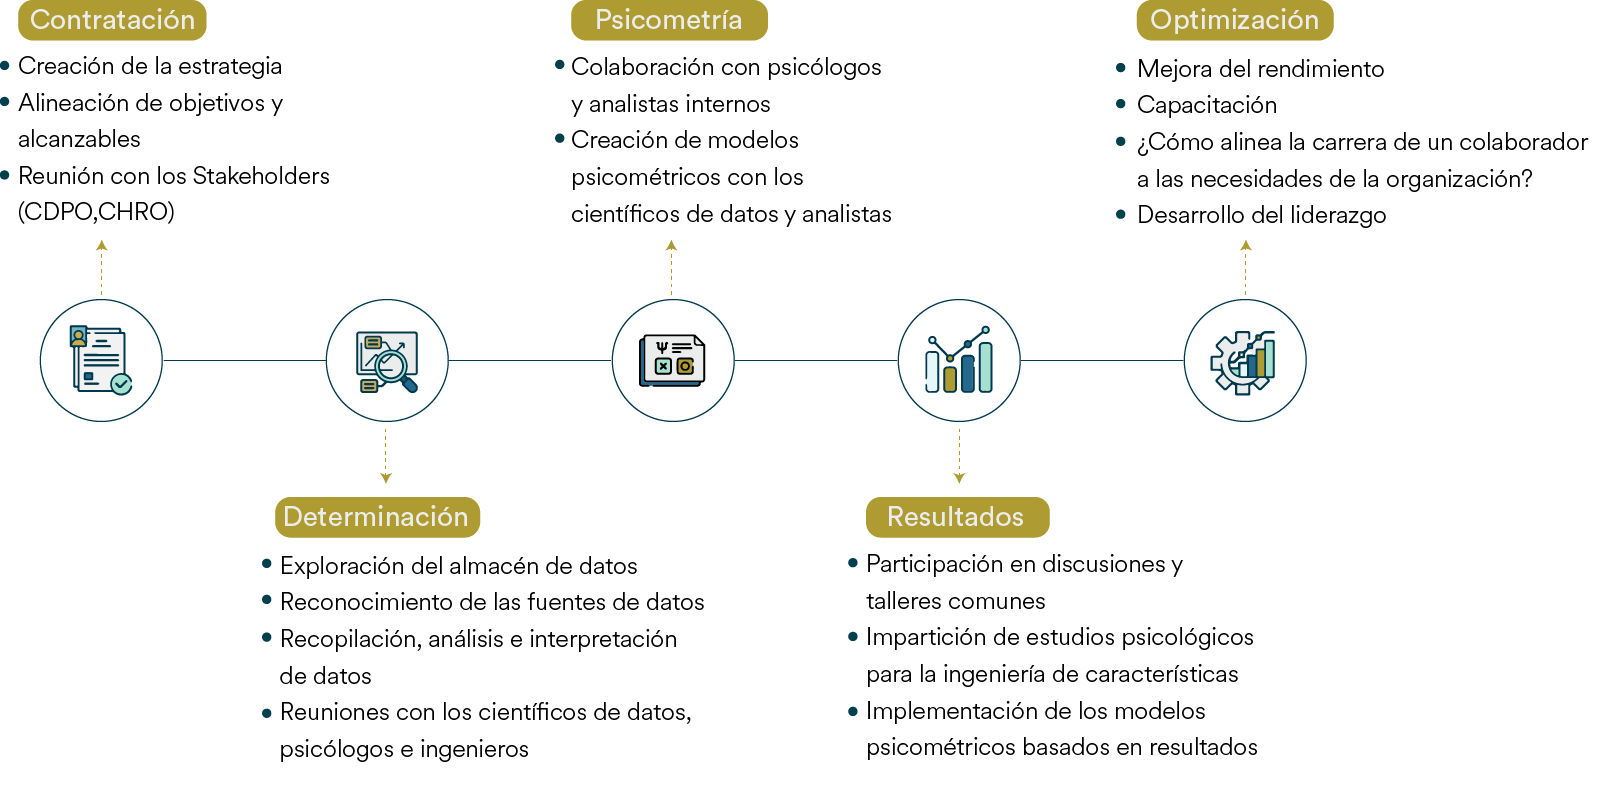 Contratación
• Creación de la estrategia
• Alineación de objetivos y
alcanzables
• Reunión con los Stakeholders
(CDPO,CHRO)
Determinación
• Exploración del almacén de datos
• Reconocimiento de las fuentes de datos
• Recopilación, análisis e interpretación
de datos
• Reuniones con los científicos de datos,
psicólogos e ingenieros
Psicometría
• Colaboración con psicólogos
y analistas internos
• Creación de modelos
psicométricos con los
científicos de datos y analistas
Resultados
• Participación en discusiones y
talleres comunes
• Impartición de estudios psicológicos
para la ingeniería de características
• Implementación de los modelos
psicométricos basados en resultados
Optimización
• Mejora del rendimiento
• Capacitación
• ¿Cómo alinea la carrera de un colaborador
a las necesidades de la organización?
• Desarrollo del liderazgo